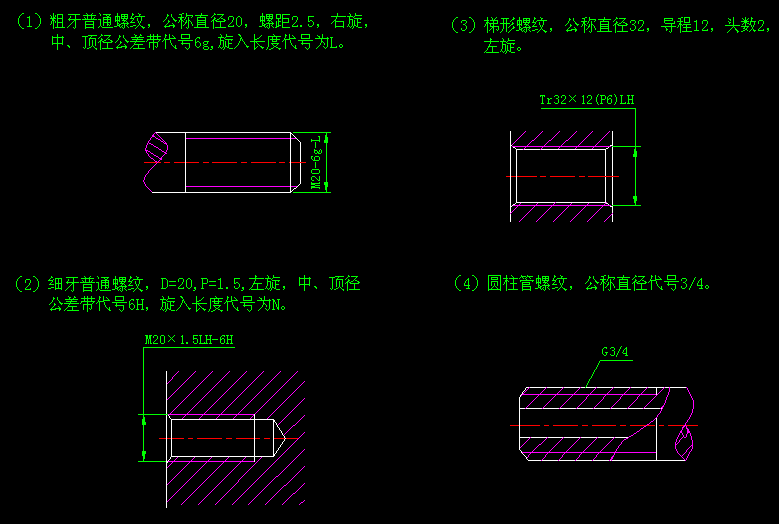 (1) 粗牙普通螺纹，公称直径20，螺距2.5，右旋，
中、顶径公差带代号6g,旋入长度代号为L。
M20-6g-L
(3) 梯形螺纹，公称直径32，导程12，头数2，
左旋。
Tr32×12(P6)LH
(2) 细牙普通螺纹，D=20,P=1.5,左旋，中、顶径
公差带代号6H，旋入长度代号为N。
M20×1.5LH-6H
(4) 圆柱管螺纹，公称直径代号3/4。
G3/4